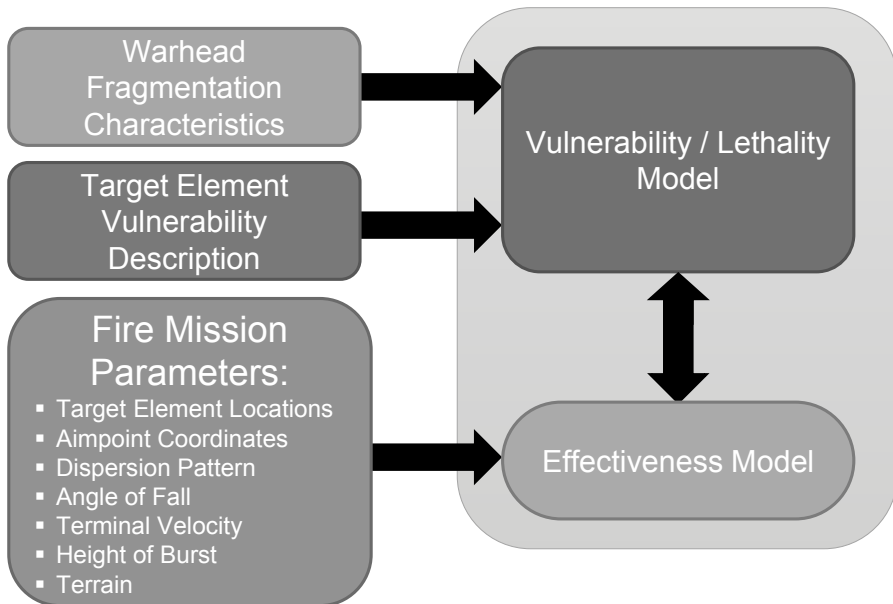 Warhead
Fragmentation
Characteristics
Target Element
Vulnerability
Description
Fire Mission
Parameters:
▪ Target Element Locations
▪ Aimpoint Coordinates
▪ Dispersion Pattern
▪ Angle of Fall
▪ Terminal Velocity
▪ Height of Burst
▪ Terrain
Vulnerability / Lethality
Model
Effectiveness Model